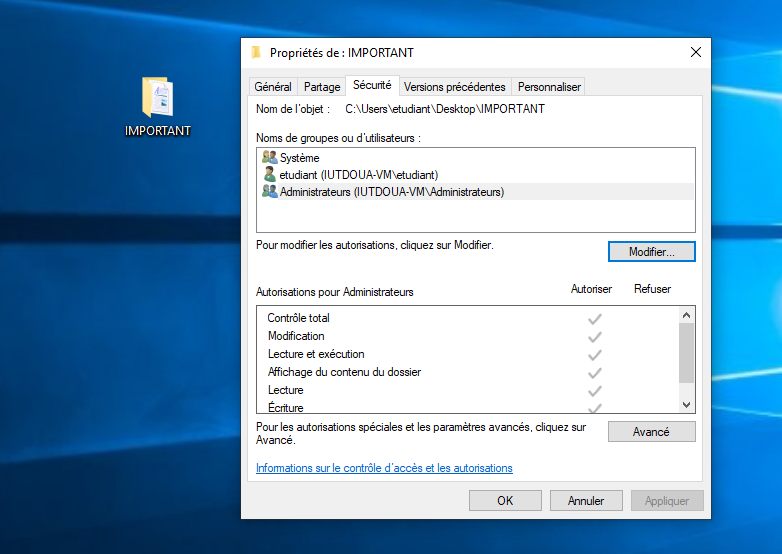 IMPORTANT
Propriétés de : IMPORTANT
Général Partage Sécurité Versions précédentes Personnaliser
Nom de l'objet : C:\Users\etudiant\Desktop\IMPORTANT
Noms de groupes ou d'utilisateurs :
Système
etudiant (IUTDOUA-VM\etudiant)
Administrateurs (IUTDOUA-VM\Administrateurs)
Pour modifier les autorisations, cliquez sur Modifier.
Modifier...
Autorisations pour Administrateurs Autoriser Refuser
Contrôle total
Modification
Lecture et exécution
Affichage du contenu du dossier
Lecture
Écriture
Pour les autorisations spéciales et les paramètres avancés, cliquez sur
Avancé.
Avancé
Informations sur le contrôle d'accès et les autorisations
OK Annuler Appliquer